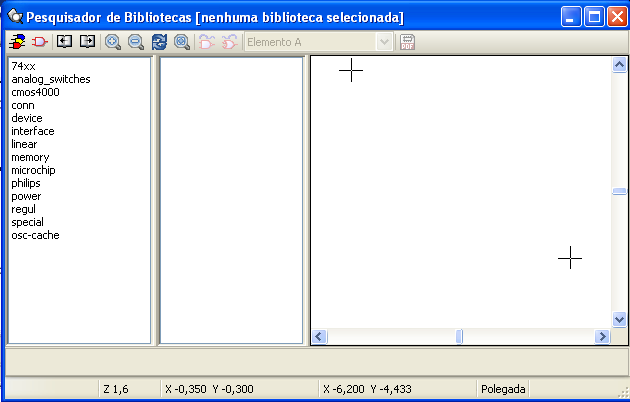 Pesquisador de Bibliotecas [nenhuma biblioteca selecionada]
Elemento A
PDF
74xx
analog_switches
cmos4000
conn
device
interface
linear
memory
microchip
philips
power
regul
special
osc-cache
Z 1,6
X -0,350 Y -0,300
X -6,200 Y -4,433
Polegada